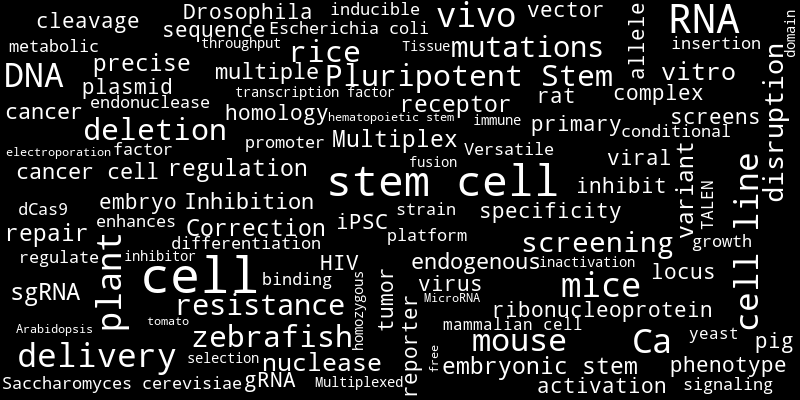 cleavage
Drosophila
inducible
vivo
vector
RNA
domain
sequence
Escherichia coli
metabolic
throughput
rice
Tissue
mutations
allele
insertion
DNA
precise
multiple
Pluripotent Stem
vitro
disruption
plasmid
transcription factor
rat
complex
cancer
endonuclease
homology
receptor
hematopoietic stem
immune
primary
screens
conditional
deletion
promoter
Multiplex
Versatile
electroporation
factor
fusion
viral
variant
cancer cell
regulation
stem cell
inhibit
TALEN
cell line
dCas9
embryo
Inhibition
strain
specificity
enhances
iPSC
repair
Correction
platform
differentiation
screening
growth
regulate
plant
inhibitor
HIV
endogenous
inactivation
locus
cell
binding
tumor
virus
mice
sgRNA
homozygous
MicroRNA
resistance
reporter
ribonucleoprotein
Arabidopsis
tomato
zebrafish
mammalian cell
mouse
Ca
yeast
pig
delivery
selection
nuclease
free
embryonic stem
phenotype
Saccharomyces cerevisiae
gRNA
Multiplexed
activation
signaling